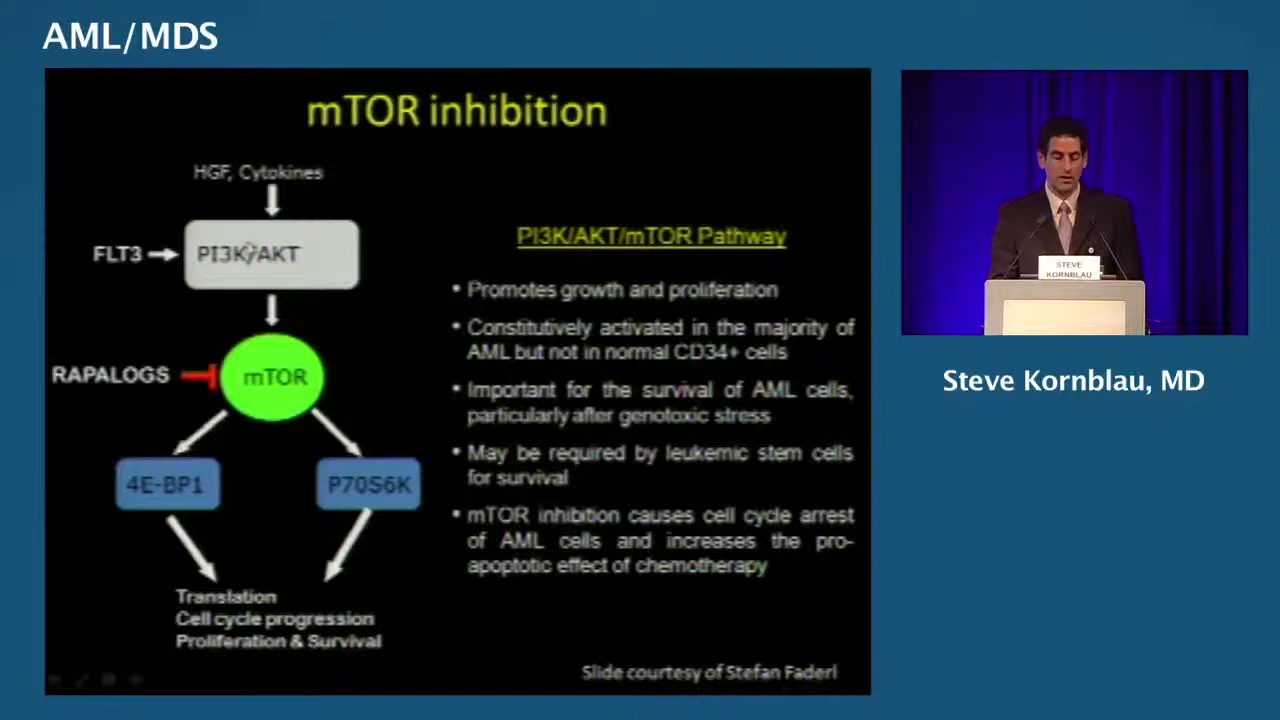 AML/MDS
mTOR inhibition
HGF, Cytokines
FLT3
PI3K/AKT
RAPALOGS
mTOR
4E-BP1
P70S6K
Translation
Cell cycle progression
Proliferation & Survival
PI3K/AKT/mTOR Pathway
• Promotes growth and proliferation
• Constitutively activated in the majority of
AML but not in normal CD34+ cells
• Important for the survival of AML cells,
particularly after genotoxic stress
• May be required by leukemic stem cells
for survival
• mTOR inhibition causes cell cycle arrest
of AML cells and increases the pro-
apoptotic effect of chemotherapy
Slide courtesy of Stefan Faderl
STEVE
KORNBLAU
Steve Kornblau, MD